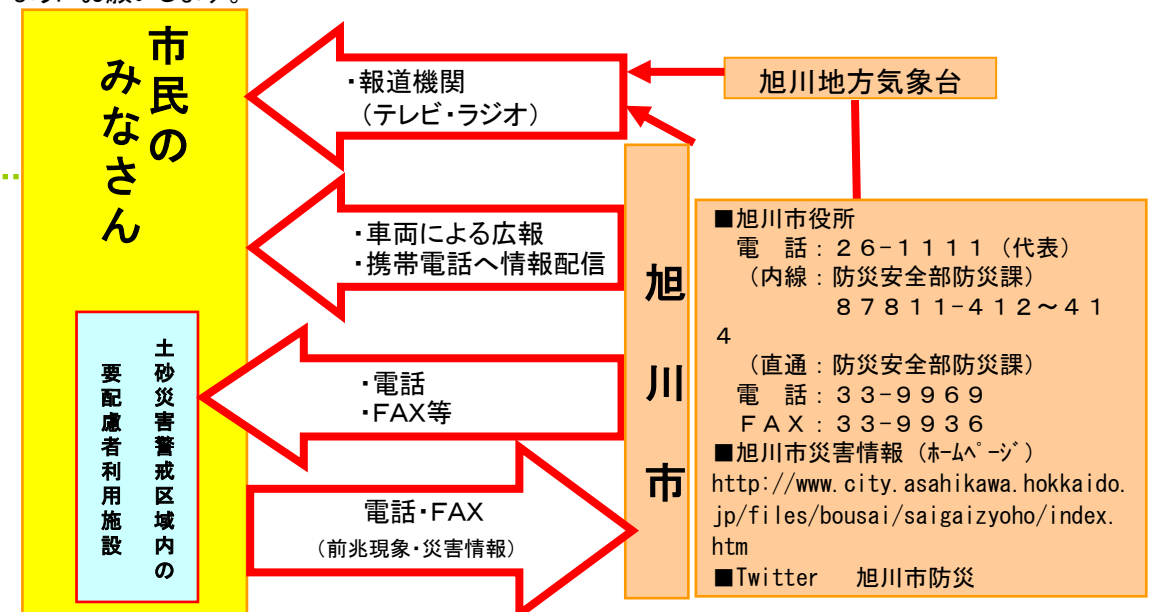 市民の
みなさん
土砂災害警戒区域内の
要配慮者利用施設
・報道機関
（テレビ・ラジオ）
・車両による広報
・携帯電話へ情報配信
・電話
・FAX等
電話・FAX
（前兆現象・災害情報）
旭川市
旭川地方気象台
■旭川市役所
電　話：２６-１１１１（代表）
（内線：防災安全部防災課）
８７８１１-４１２～４１
４
（直通：防災安全部防災課）
電　話：３３-９９６９
ＦＡＸ：３３-９９３６
■旭川市災害情報（ﾎｰﾑﾍﾟｰｼﾞ）
http://www.city.asahikawa.hokkaido.
jp/files/bousai/saigaizyoho/index.
htm
■Twitter　旭川市防災